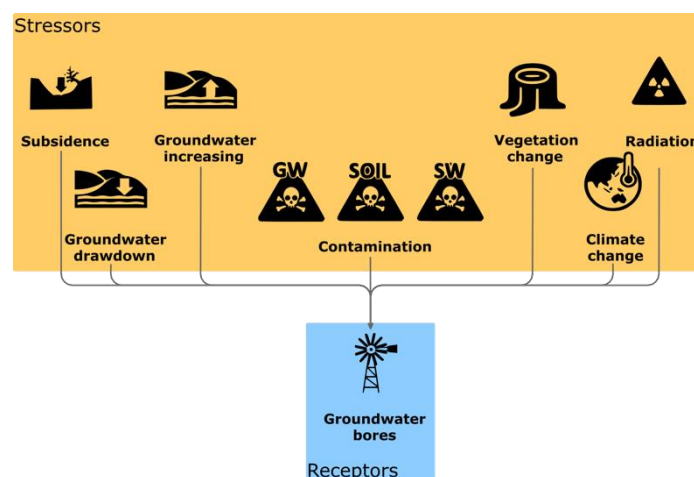 Stressors
Subsidence
Groundwater
increasing
Vegetation
change
Radiation
GW
SOIL
SW
Groundwater
drawdown
Contamination
Climate
change
Groundwater
bores
Receptors